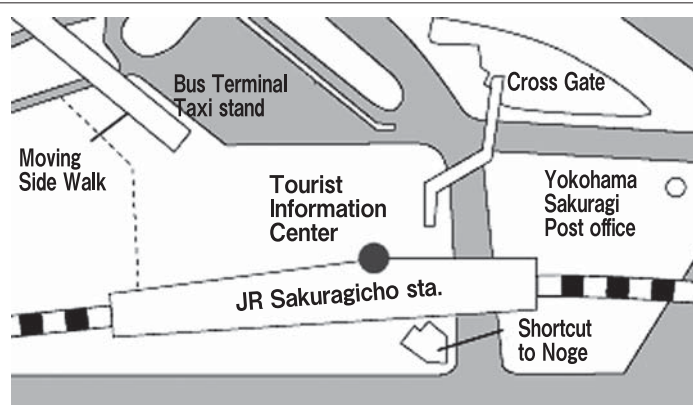 Bus Terminal
Taxi stand
Cross Gate
Moving
Side Walk
Tourist
Information
Center
Yokohama
Sakuragi
Post office
JR Sakuragicho sta.
Shortcut
to Noge